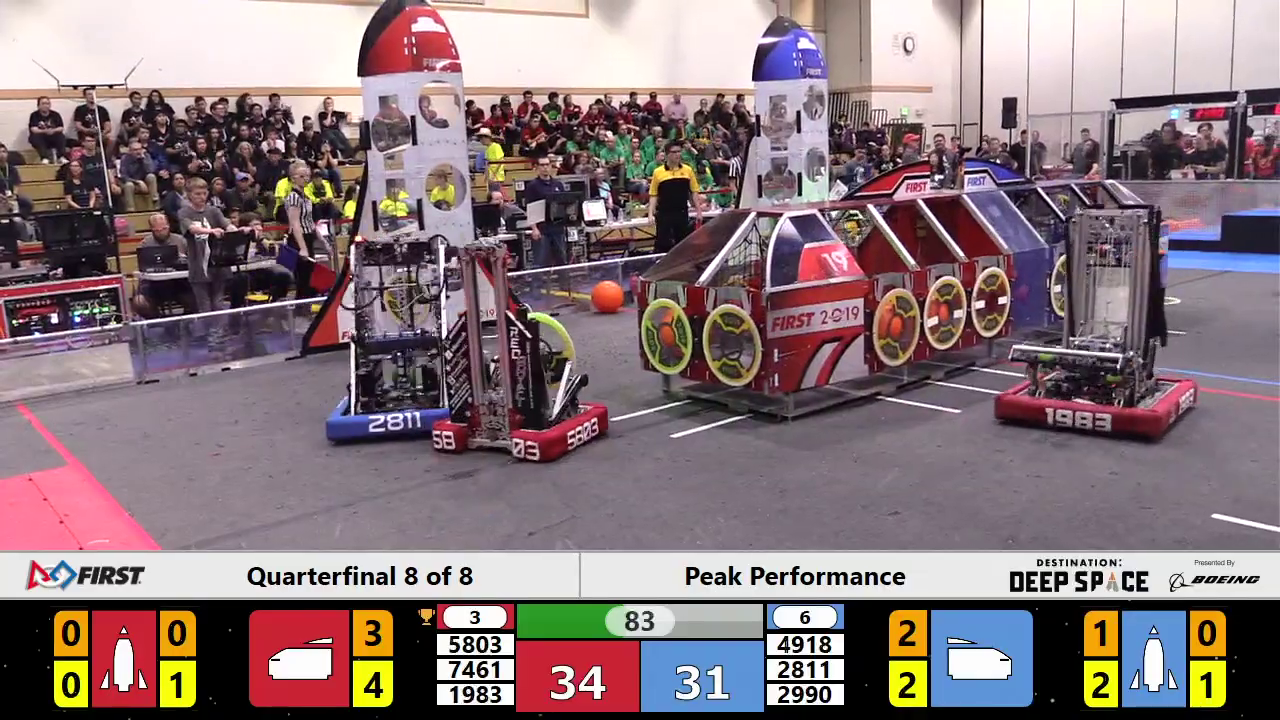 FIRST
FIRST
FIRST
FIRST
19
FIRST 2019
2811
58
03
5803
1983
FIRST
Quarterfinal 8 of 8
Peak Performance
DESTINATION:
DEEP SPACE
Presented By
BOEING
0
0
3
3
83
6
2
1
0
0
1
4
5803
7461
1983
34
31
4918
2811
2990
2
2
1